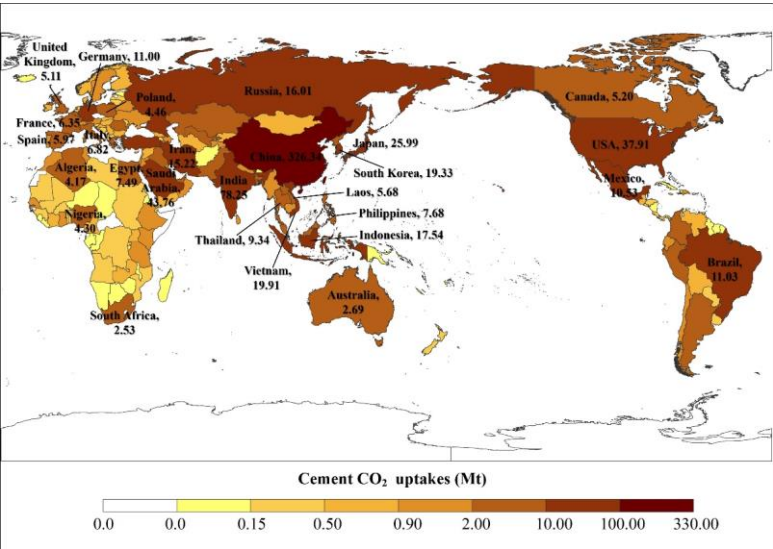 United
Kingdom,
5.11
Germany, 11.00
Poland,
4.46
Russia, 16.01
France, 6.35
Spain, 5.97
Italy,
6.82
Iran,
15.22
China, 326.34
Japan, 25.99
South Korea, 19.33
Algeria,
4.17
Egypt,
7.49
Saudi
Arabia,
43.76
India
78.25
Laos, 5.68
Philippines, 7.68
Indonesia, 17.54
Nigeria,
4.30
Thailand, 9.34
Vietnam,
19.91
Australia,
2.69
South Africa,
2.53
Canada, 5.20
USA, 37.91
Mexico,
10.53
Brazil,
11.03
Cement CO₂ uptakes (Mt)
0.0 0.0 0.15 0.50 0.90 2.00 10.00 100.00 330.00